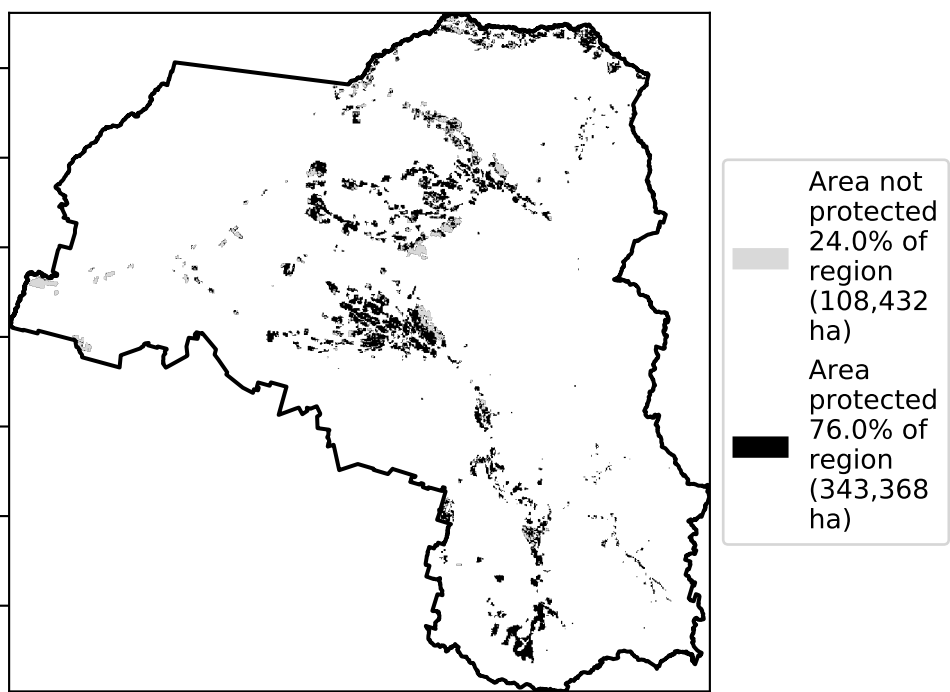 Area not
protected
24.0% of
region
(108,432
ha)
Area
protected
76.0% of
region
(343,368
ha)